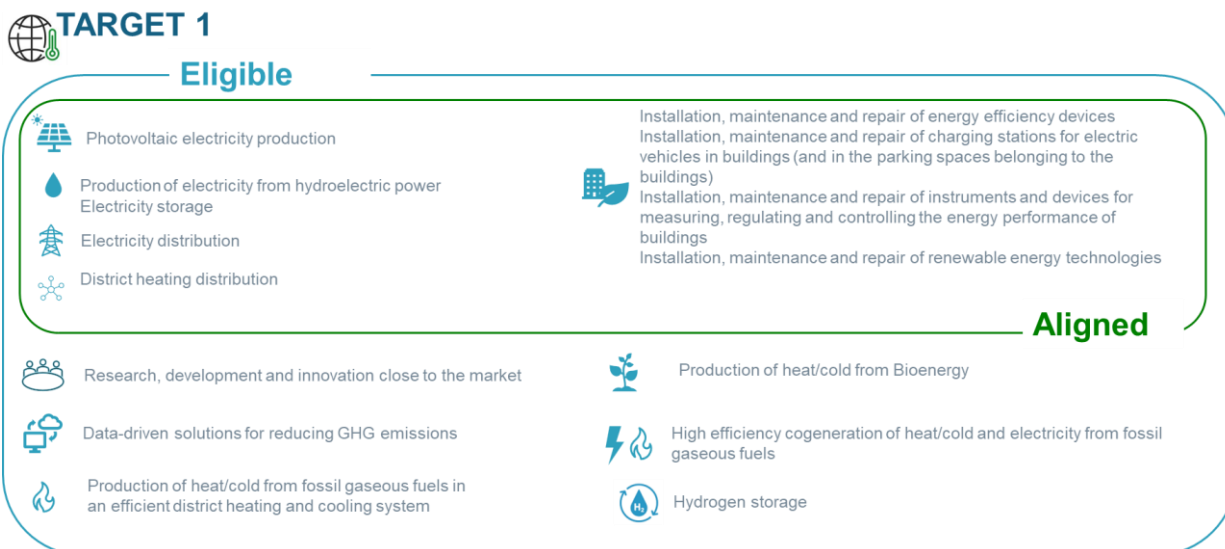 TARGET 1
Eligible
Photovoltaic electricity production
Production of electricity from hydroelectric power
Electricity storage
Electricity distribution
District heating distribution
Installation, maintenance and repair of energy efficiency devices
Installation, maintenance and repair of charging stations for electric
vehicles in buildings (and in the parking spaces belonging to the
buildings)
Installation, maintenance and repair of instruments and devices for
measuring, regulating and controlling the energy performance of
buildings
Installation, maintenance and repair of renewable energy technologies
Aligned
Research, development and innovation close to the market
Data-driven solutions for reducing GHG emissions
Production of heat/cold from fossil gaseous fuels in
an efficient district heating and cooling system
Production of heat/cold from Bioenergy
High efficiency cogeneration of heat/cold and electricity from fossil
gaseous fuels
H₂
Hydrogen storage